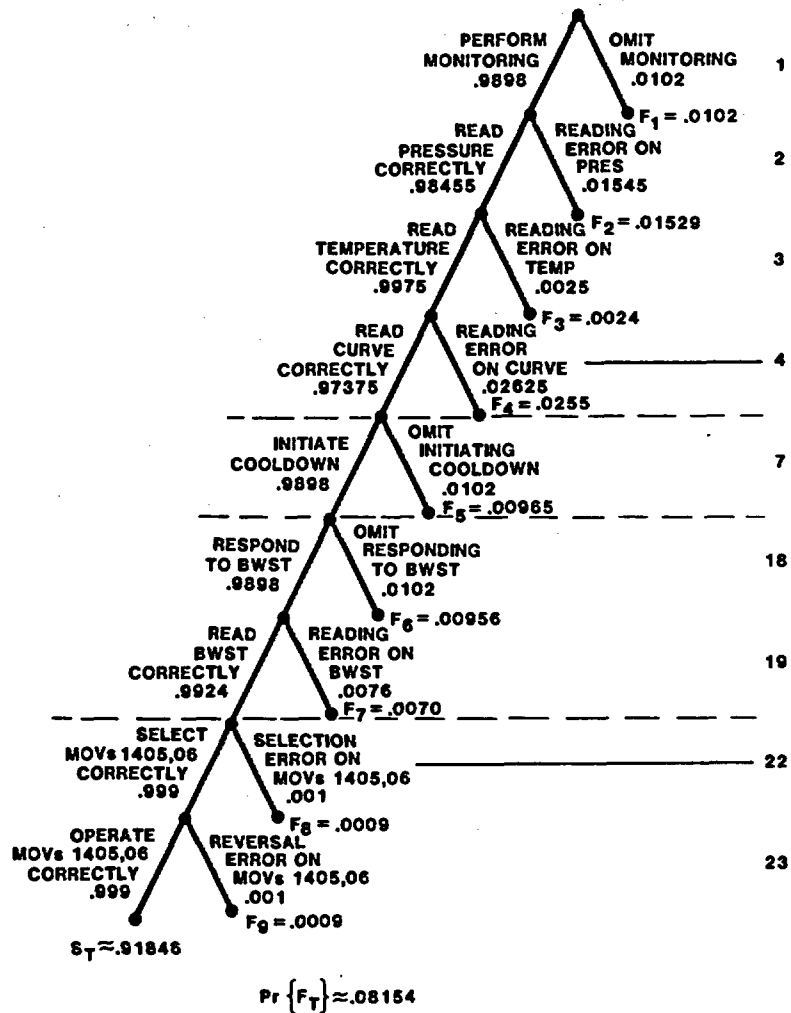 PERFORM
MONITORING
.9898
OMIT
MONITORING
.0102
1
F1 = .0102
READ
PRESSURE
CORRECTLY
.98455
READING
ERROR ON
PRES
.01545
2
F2 = .01529
READ
TEMPERATURE
CORRECTLY
.9975
READING
ERROR ON
TEMP
.0025
3
F3 = .0024
READ
CURVE
CORRECTLY
.97375
READING
ERROR
ON CURVE
.02625
4
F4 = .0255
INITIATE
COOLDOWN
.9898
OMIT
INITIATING
COOLDOWN
.0102
7
F5 = .00965
RESPOND
TO BWST
.9898
OMIT
RESPONDING
TO BWST
.0102
18
F6 = .00956
READ
BWST
CORRECTLY
.9924
READING
ERROR ON
BWST
.0076
19
F7 = .0070
SELECT
MOVs 1405,06
CORRECTLY
.999
SELECTION
ERROR ON
MOVs 1405,06
.001
22
F8 = .0009
OPERATE
MOVs 1405,06
CORRECTLY
.999
REVERSAL
ERROR ON
MOVs 1405,06
.001
23
F9 = .0009
ST ≈ .91846
Pr {FT} ≈ .08154